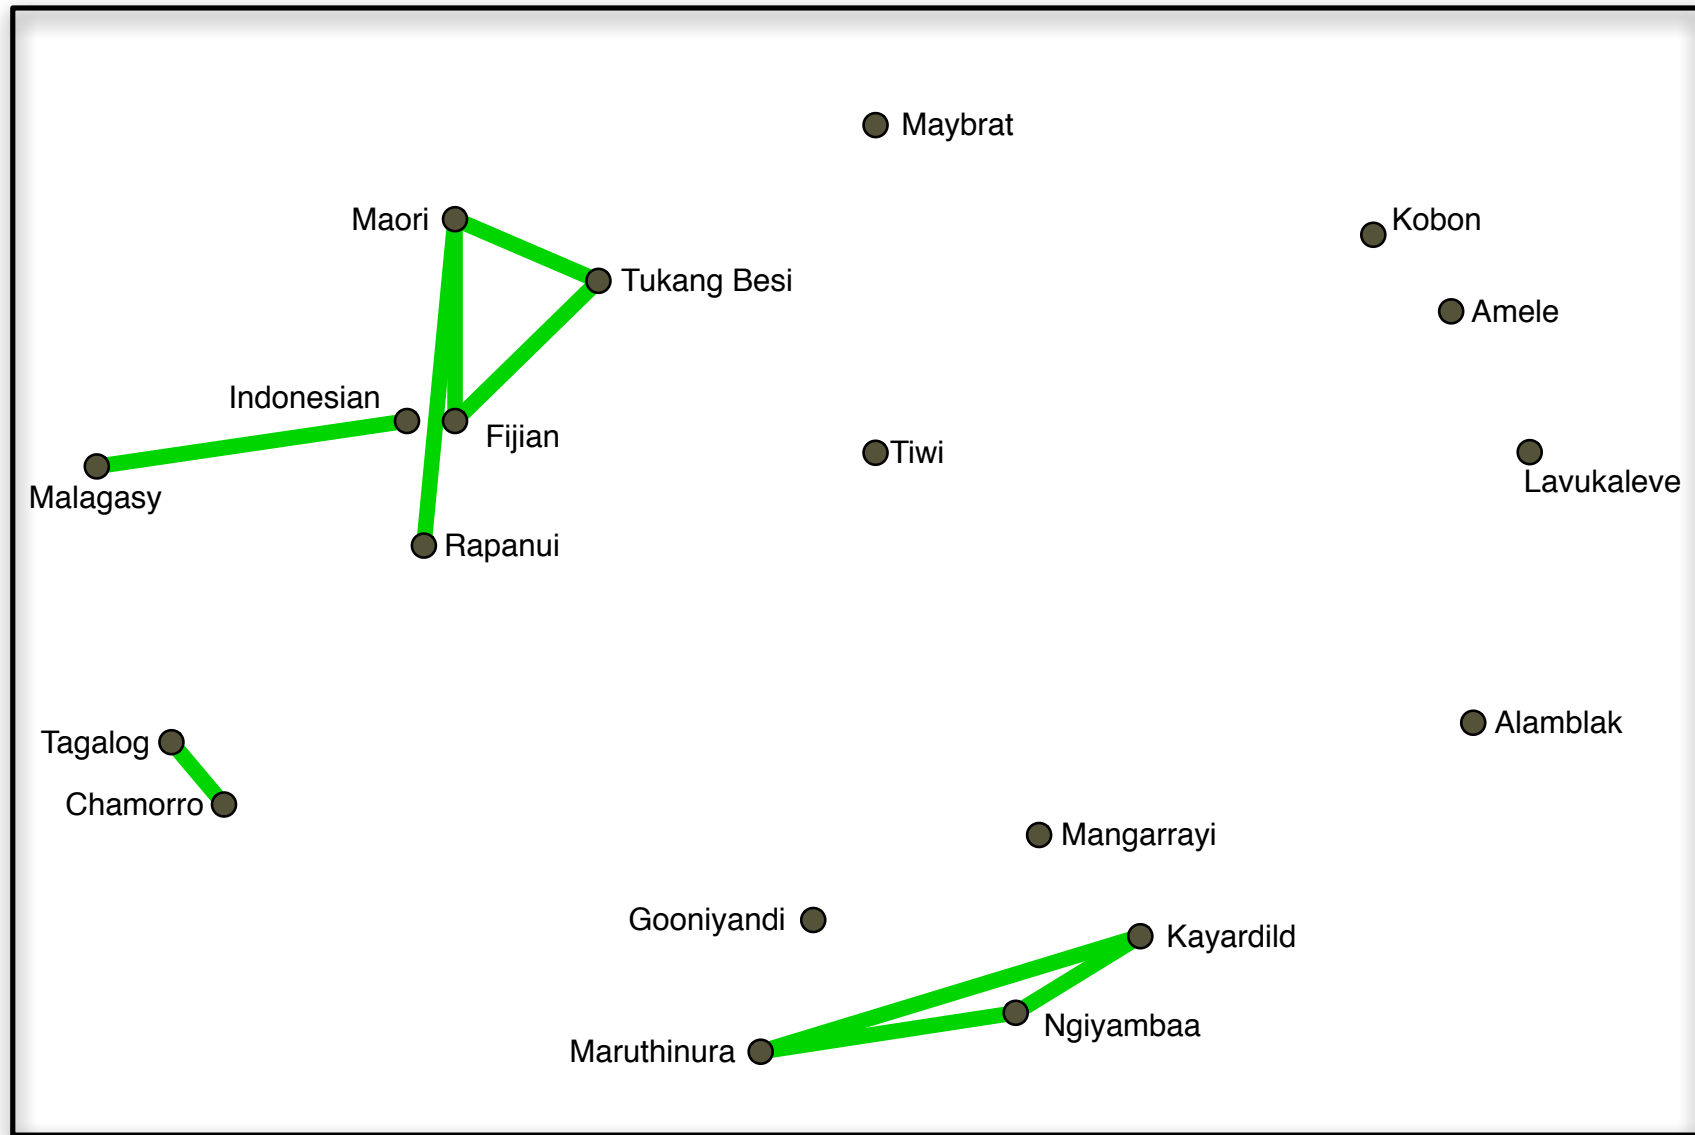 Maybrat
Maori
Kobon
Tukang Besi
Amele
Indonesian
Fijian
Tiwi
Lavukaleve
Malagasy
Rapanui
Alamblak
Tagalog
Chamorro
Mangarrayi
Gooniyandi
Kayardild
Ngiyambaa
Maruthinura